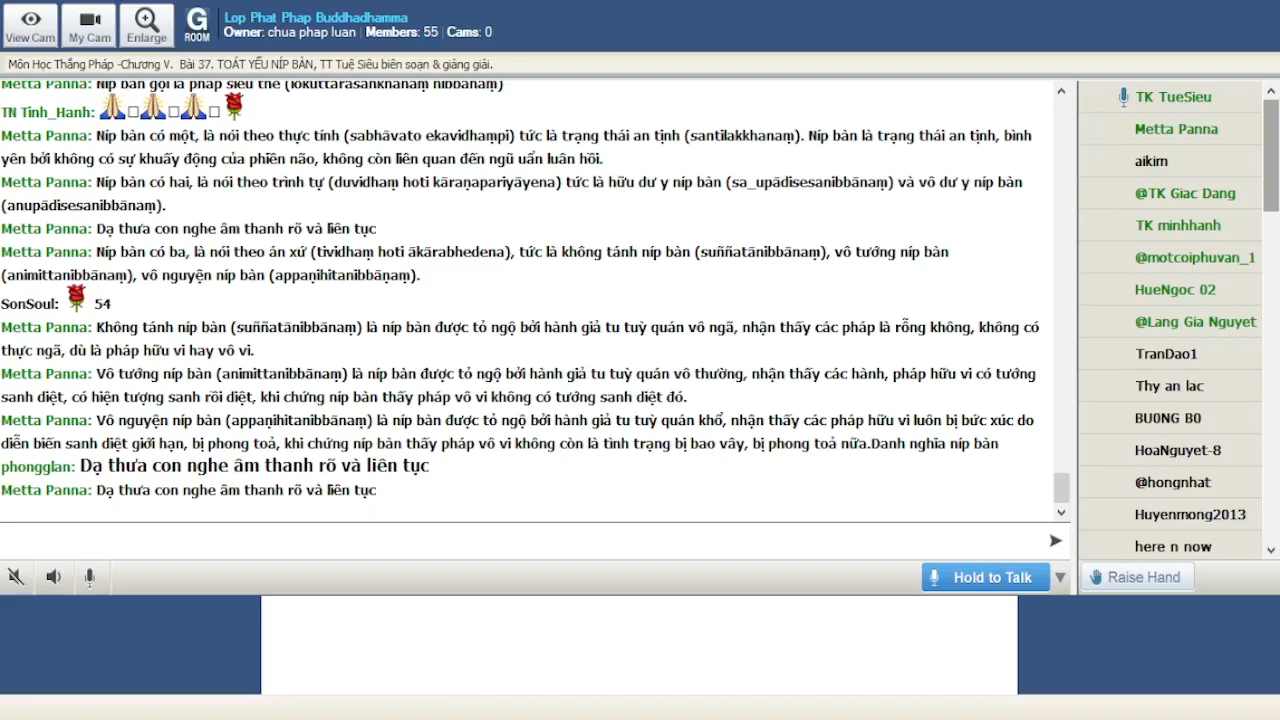 View Cam
My Cam
Enlarge
G
ROOM
Lop Phat Phap Buddhadhamma
Owner: chua phap luan | Members: 55 | Cams: 0
Môn Học Thắng Pháp -Chương V.  Bài 37. TOÁT YẾU NÍP BÀN, TT Tuệ Siêu biên soạn & giảng giải.
Metta Panna: Níp bàn gọi là pháp siêu thế (lokuttarasaṅkhānaṃ nibbānaṃ)
TN Tinh_Hanh:
Metta Panna: Níp bàn có một, là nói theo thực tính (sabhāvato ekavidhaṃpi) tức là trạng thái an tịnh (santilakkhanaṃ). Níp bàn là trạng thái an tịnh, bình
yên bởi không có sự khuấy động của phiền não, không còn liên quan đến ngũ uẩn luân hồi.
Metta Panna: Níp bàn có hai, là nói theo trình tự (duvidhaṃ hoti kāraṇapariyāyena) tức là hữu dư y níp bàn (sa_upādisesanibbānaṃ) và vô dư y níp bàn
(anupādisesanibbānaṃ).
Metta Panna: Dạ thưa con nghe âm thanh rõ và liên tục
Metta Panna: Níp bàn có ba, là nói theo án xứ (tividhaṃ hoti ākārabhedena), tức là không tánh níp bàn (suññatānibbānaṃ), vô tướng níp bàn
(animittanibbānaṃ), vô nguyện níp bàn (appaṇihitanibbāṇaṃ).
SonSoul: 54
Metta Panna: Không tánh níp bàn (suññatānibbānaṃ) là níp bàn được tỏ ngộ bởi hành giả tu tuỳ quán vô ngã, nhận thấy các pháp là rỗng không, không có
thực ngã, dù là pháp hữu vi hay vô vi.
Metta Panna: Vô tướng níp bàn (animittanibbānaṃ) là níp bàn được tỏ ngộ bởi hành giả tu tuỳ quán vô thường, nhận thấy các hành, pháp hữu vi có tướng
sanh diệt, có hiện tượng sanh rồi diệt, khi chứng níp bàn thấy pháp vô vi không có tướng sanh diệt đó.
Metta Panna: Vô nguyện níp bàn (appaṇihitanibbānaṃ) là níp bàn được tỏ ngộ bởi hành giả tu tuỳ quán khổ, nhận thấy các pháp hữu vi luôn bị bức xúc do
diễn biến sanh diệt giới hạn, bị phong toả, khi chứng níp bàn thấy pháp vô vi không còn là tình trạng bị bao vây, bị phong toả nữa.Danh nghĩa níp bàn
phongglan: Dạ thưa con nghe âm thanh rõ và liên tục
Metta Panna: Dạ thưa con nghe âm thanh rõ và liên tục
TK TueSieu
Metta Panna
aikim
@TK Giac Dang
TK minhhanh
@motcoiphuvan_1
HueNgoc 02
@Lang Gia Nguyet
TranDao1
Thy an lac
BU0NG B0
HoaNguyet-8
@hongnhat
Huyenmong2013
here n now
Hold to Talk
Raise Hand